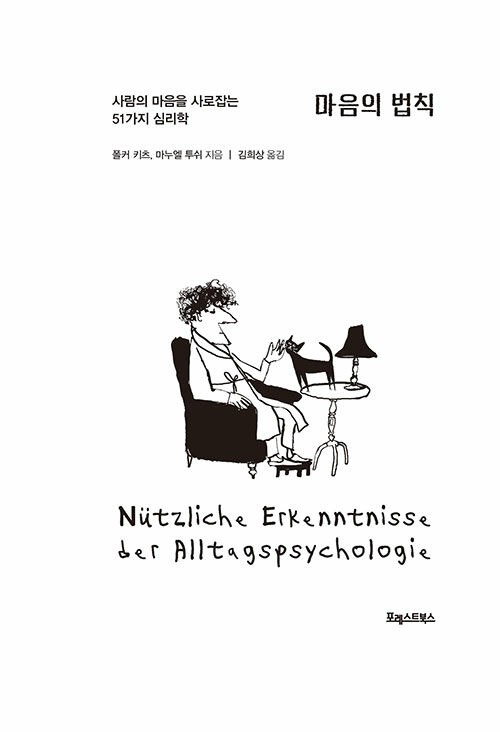 사람의 마음을 사로잡는
51가지 심리학
마음의 법칙
폴커 키츠, 마누엘 투쉬 지음 | 김희상 옮김
Nützliche Erkenntnisse
der Alltagspsychologie
포레스트북스